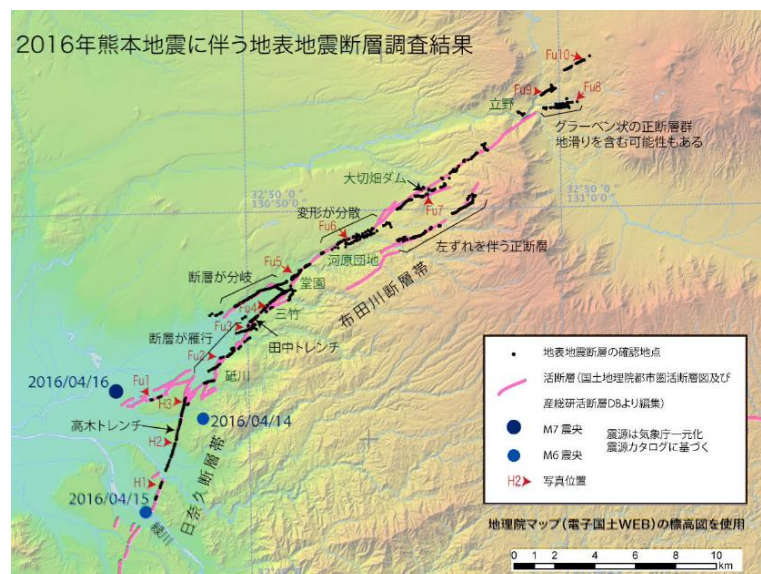 2016年熊本地震に伴う地表地震断層調査結果
Fu10
Fu9
Fu8
立野
グラーベン状の正断層群
地滑りを含む可能性もある
大切畑ダム
32°50′0″
130°50′0″
32°50′0″
131°0′0″
変形が分散
Fu7
Fu6
河原団地
左ずれを伴う正断層
Fu5
断層が分岐
堂園
布田川断層帯
Fu4
三竹
Fu3
断層が雁行
田中トレンチ
Fu2
砥川
2016/04/16
Fu1
H3
2016/04/14
高木トレンチ
H2
日奈久断層帯
H1
2016/04/15
綾川
地表地震断層の確認地点
活断層(国土地理院都市圏活断層図及び
産総研活断層DBより編集)
M7 震央
震源は気象庁一元化
震源カタログに基づく
M6 震央
H2
写真位置
地理院マップ(電子国土WEB)の標高図を使用
0 1 2 4 6 8 10
km